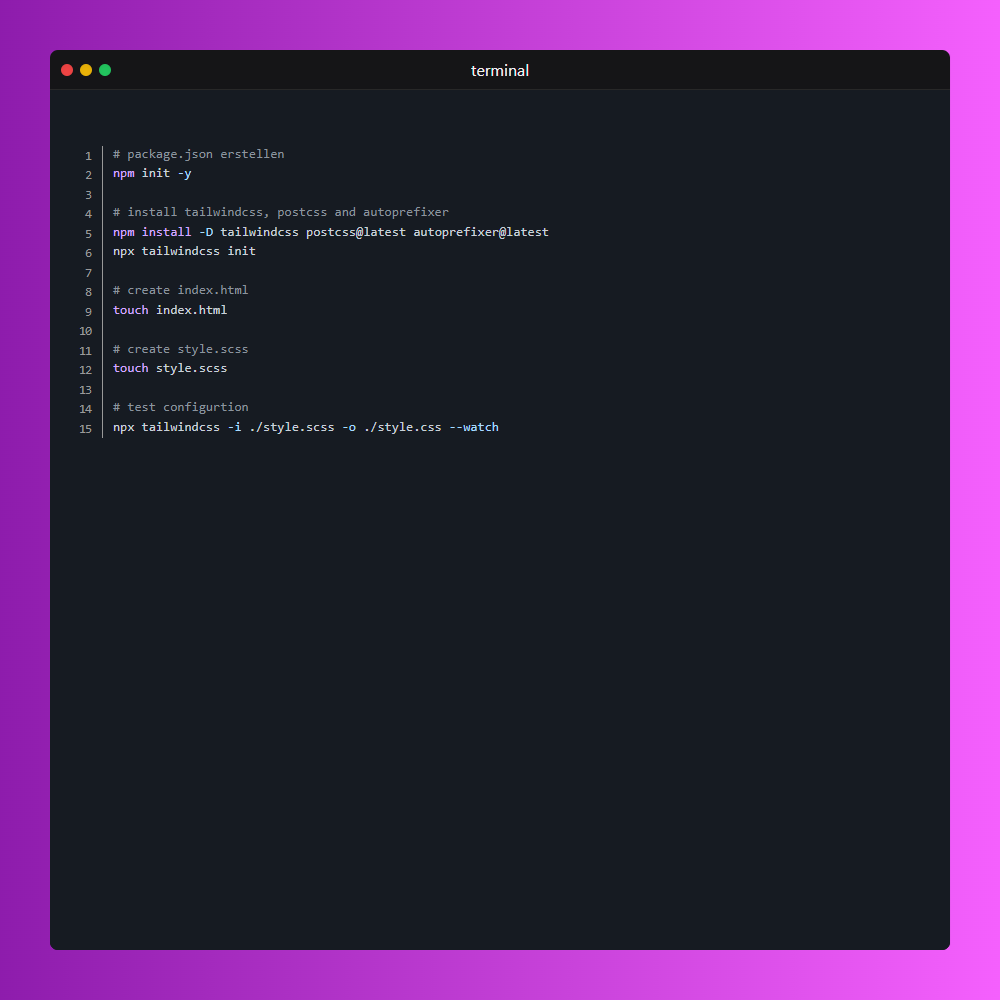 terminal
1 # package.json erstellen
2 npm init -y
3
4 # install tailwindcss, postcss and autoprefixer
5 npm install -D tailwindcss postcss@latest autoprefixer@latest
6 npx tailwindcss init
7
8 # create index.html
9 touch index.html
10
11 # create style.scss
12 touch style.scss
13
14 # test configurtion
15 npx tailwindcss -i ./style.scss -o ./style.css --watch